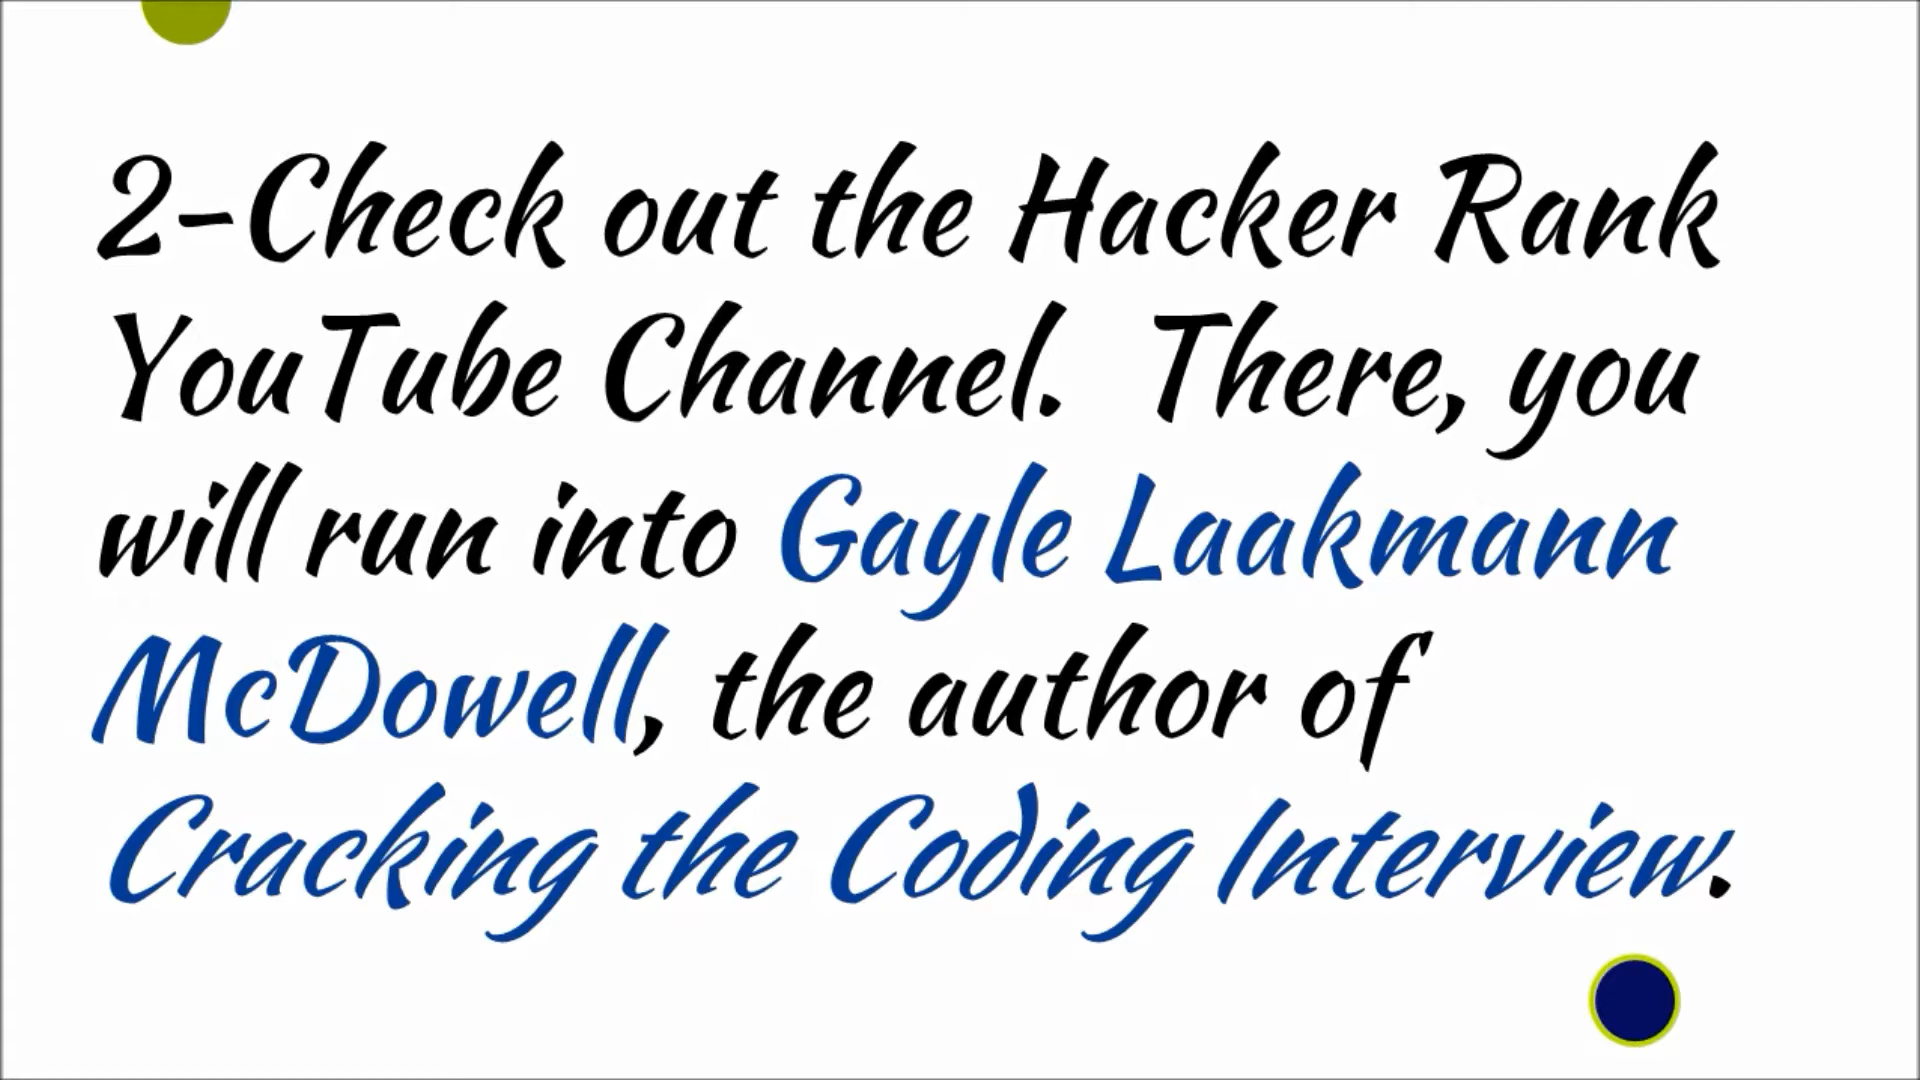 2-Check out the Hacker Rank
YouTube Channel.  There, you
will run into Gayle Laakmann
McDowell, the author of
Cracking the Coding Interview.